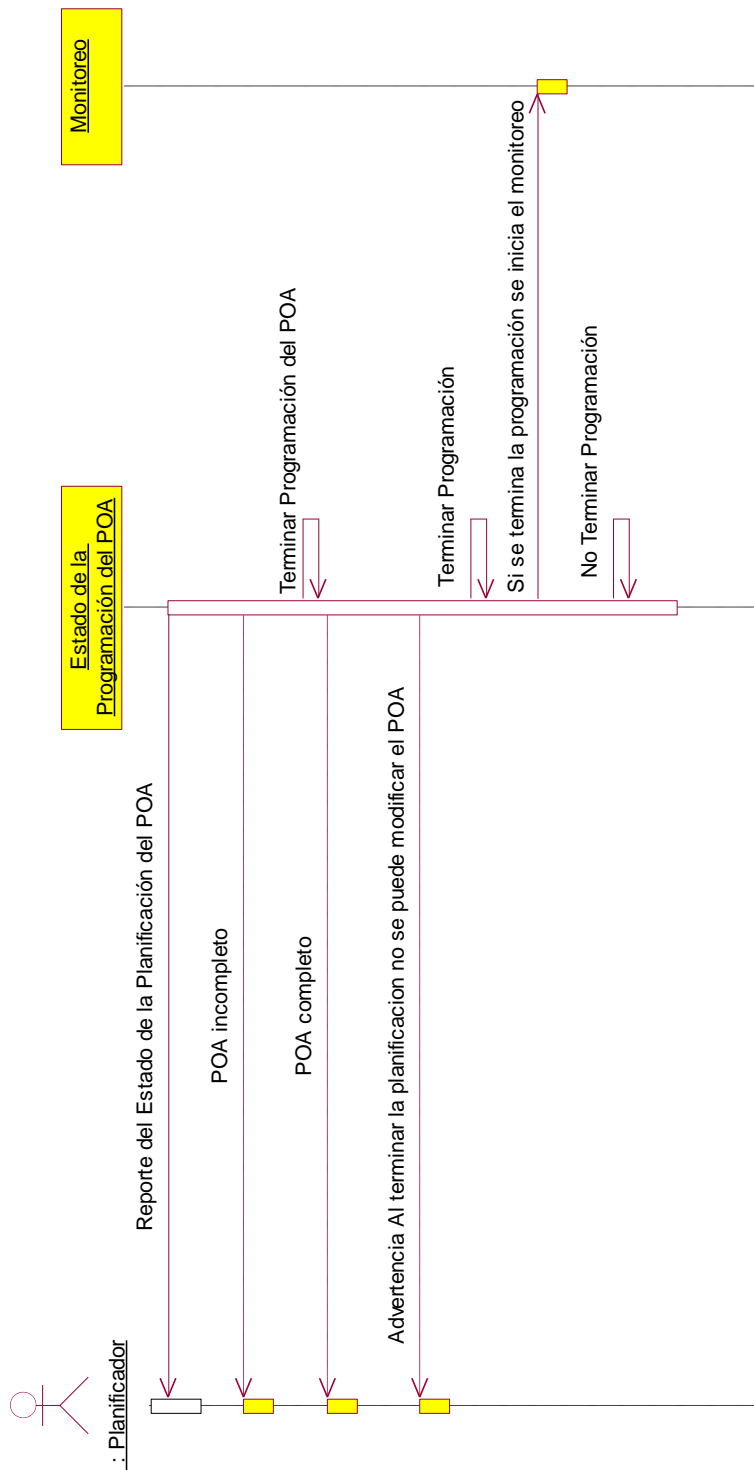 : Planificador
Estado de la
Programación del POA
Monitoreo
Reporte del Estado de la Planificación del POA
POA incompleto
Terminar Programación del POA
POA completo
Advertencia Al terminar la planificacion no se puede modificar el POA
Terminar Programación
Si se termina la programación se inicia el monitoreo
No Terminar Programación